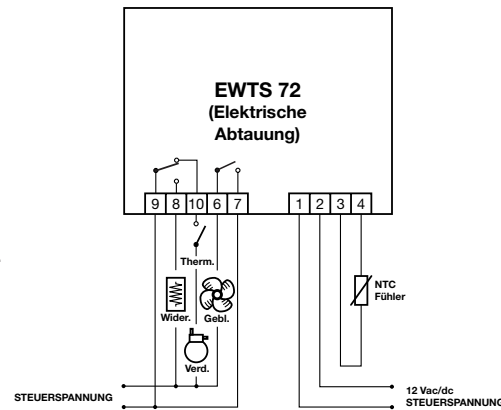 EWTS 72
(Elektrische
Abtauung)
9 8 10 6 7 1 2 3 4
Therm.
NTC
Fühler
Wider. Gebl.
Verd.
STEUERSPANNUNG
12 Vac/dc
STEUERSPANNUNG